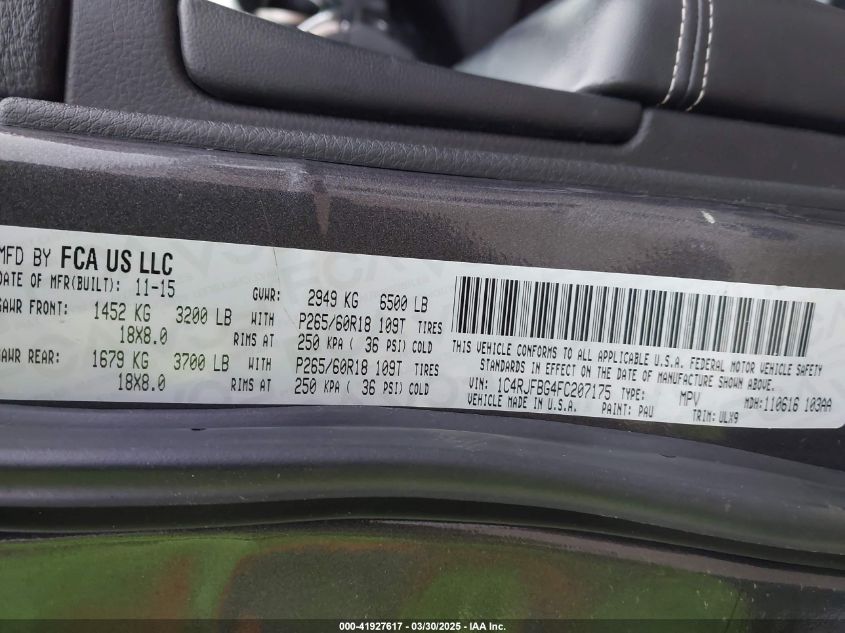 MFD BY FCA US LLC
DATE OF MFR(BUILT): 11-15 GVWR: 2949 KG 6500 LB
GAWR FRONT: 1452 KG 3200 LB WITH P265/60R18 109T TIRES
18X8.0 RIMS AT 250 KPA ( 36 PSI) COLD
GAWR REAR: 1679 KG 3700 LB WITH P265/60R18 109T TIRES
18X8.0 RIMS AT 250 KPA ( 36 PSI) COLD
THIS VEHICLE CONFORMS TO ALL APPLICABLE U.S.A. FEDERAL MOTOR VEHICLE SAFETY
STANDARDS IN EFFECT ON THE DATE OF MANUFACTURE SHOWN ABOVE.
VIN: 1C4RJFBG4FC207175 TYPE: MPV MDH:110616 103AA
VEHICLE MADE IN U.S.A. PAINT: PAU TRIM: ULX9
000-41927617 — 03/30/2025 — IAA Inc.